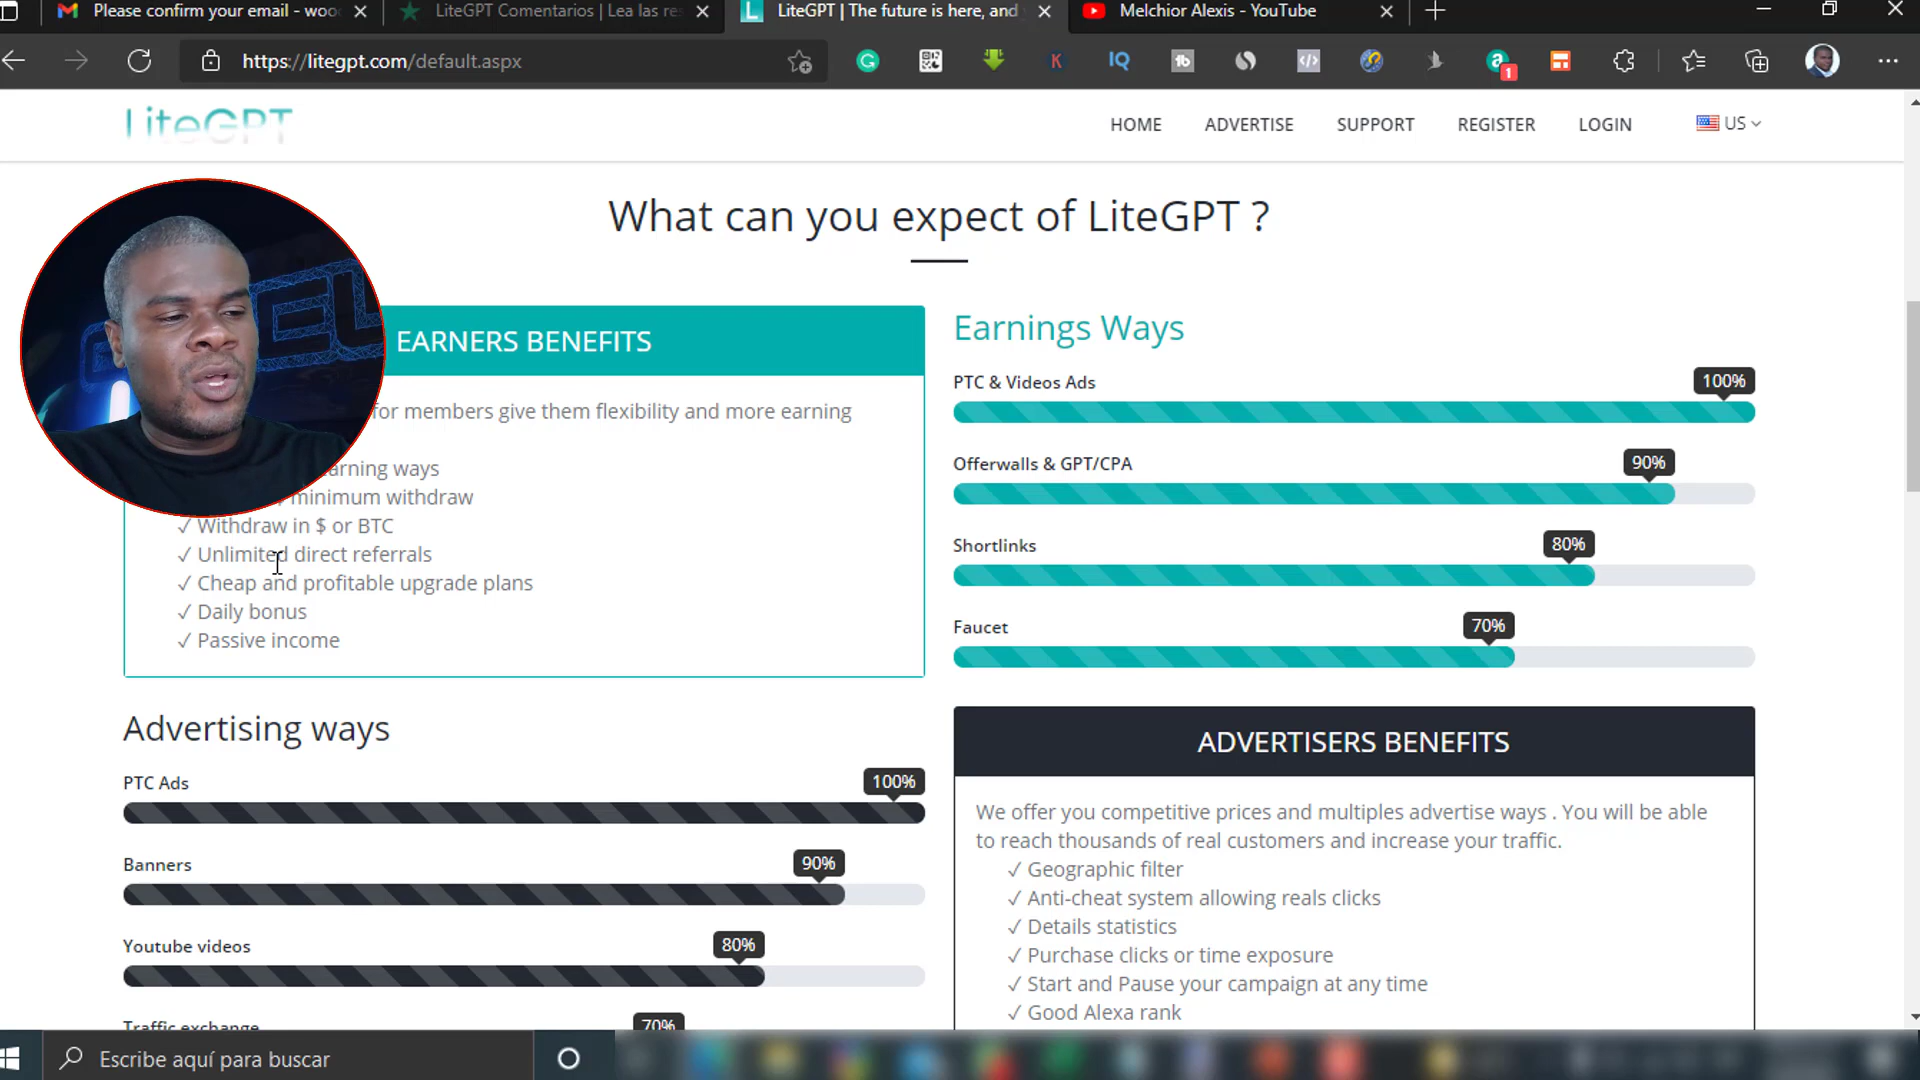 Please confirm your email - woo
LiteGPT Comentarios | Lea las res
LiteGPT | The future is here, and
Melchior Alexis - YouTube
https://litegpt.com/default.aspx
LiteGPT
HOME
ADVERTISE
SUPPORT
REGISTER
LOGIN
US
What can you expect of LiteGPT ?
EARNERS BENEFITS
for members give them flexibility and more earning
earning ways
minimum withdraw
✓ Withdraw in $ or BTC
✓ Unlimited direct referrals
✓ Cheap and profitable upgrade plans
✓ Daily bonus
✓ Passive income
Earnings Ways
PTC & Videos Ads
100%
Offerwalls & GPT/CPA
90%
Shortlinks
80%
Faucet
70%
Advertising ways
PTC Ads
100%
Banners
90%
Youtube videos
80%
Traffic exchange
70%
ADVERTISERS BENEFITS
We offer you competitive prices and multiples advertise ways . You will be able
to reach thousands of real customers and increase your traffic.
✓ Geographic filter
✓ Anti-cheat system allowing reals clicks
✓ Details statistics
✓ Purchase clicks or time exposure
✓ Start and Pause your campaign at any time
✓ Good Alexa rank
Escribe aquí para buscar